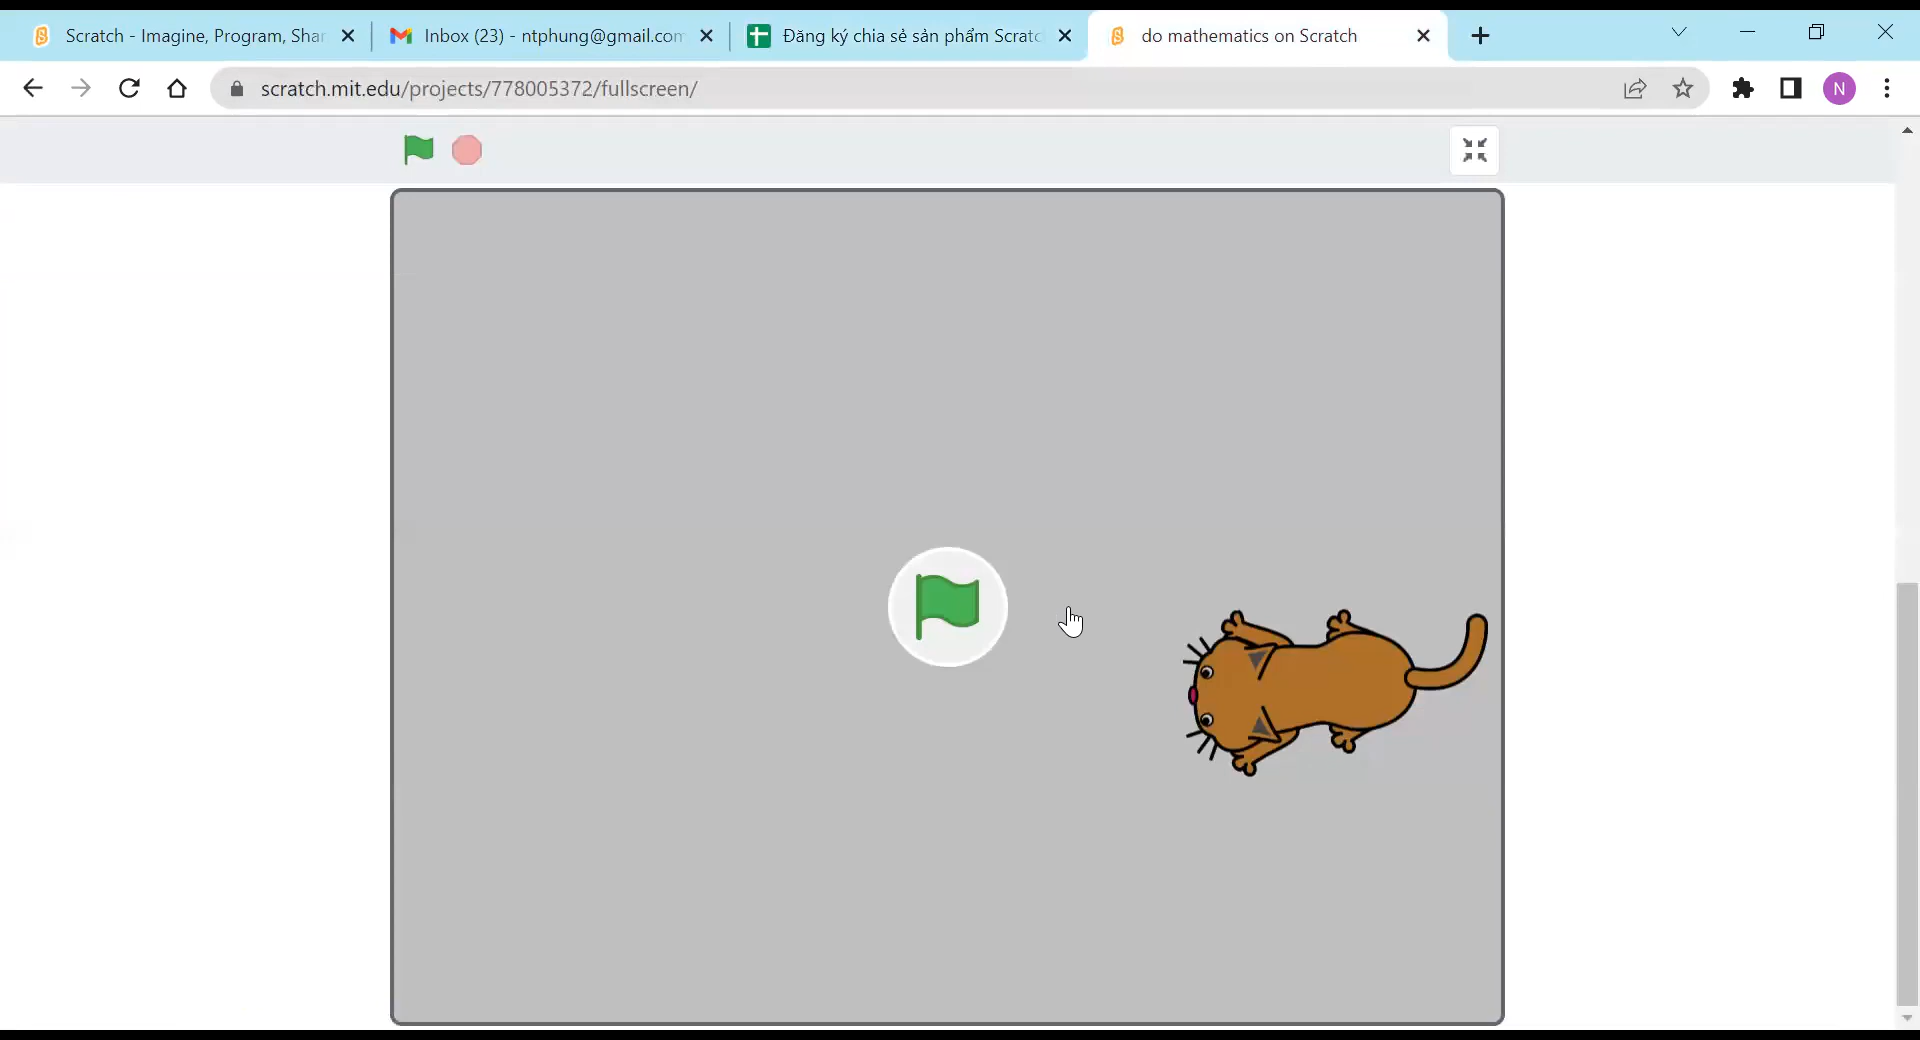 Scratch - Imagine, Program, Shar
Inbox (23) - ntphung@gmail.com
Đăng ký chia sẻ sản phẩm Scratc
do mathematics on Scratch
scratch.mit.edu/projects/778005372/fullscreen/
N